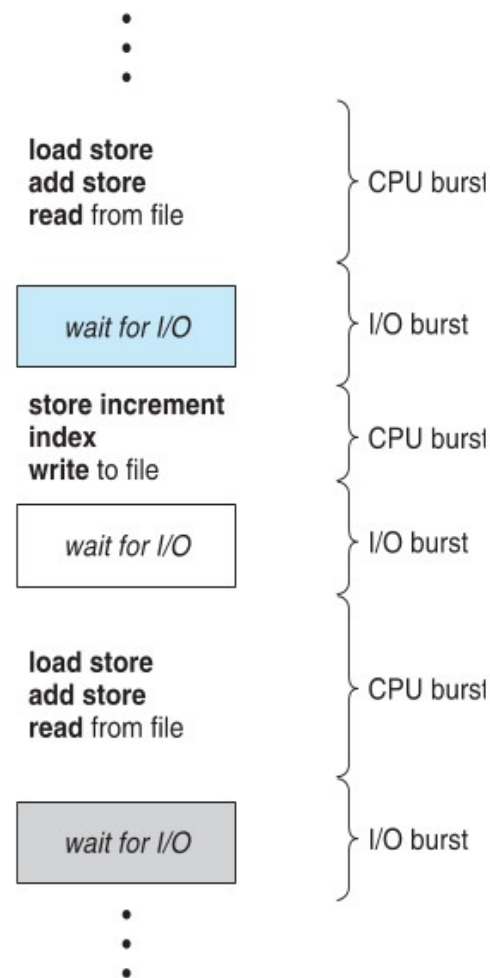 load store
add store
read from file
CPU burst
wait for I/O
I/O burst
store increment
index
write to file
CPU burst
wait for I/O
I/O burst
load store
add store
read from file
CPU burst
wait for I/O
I/O burst